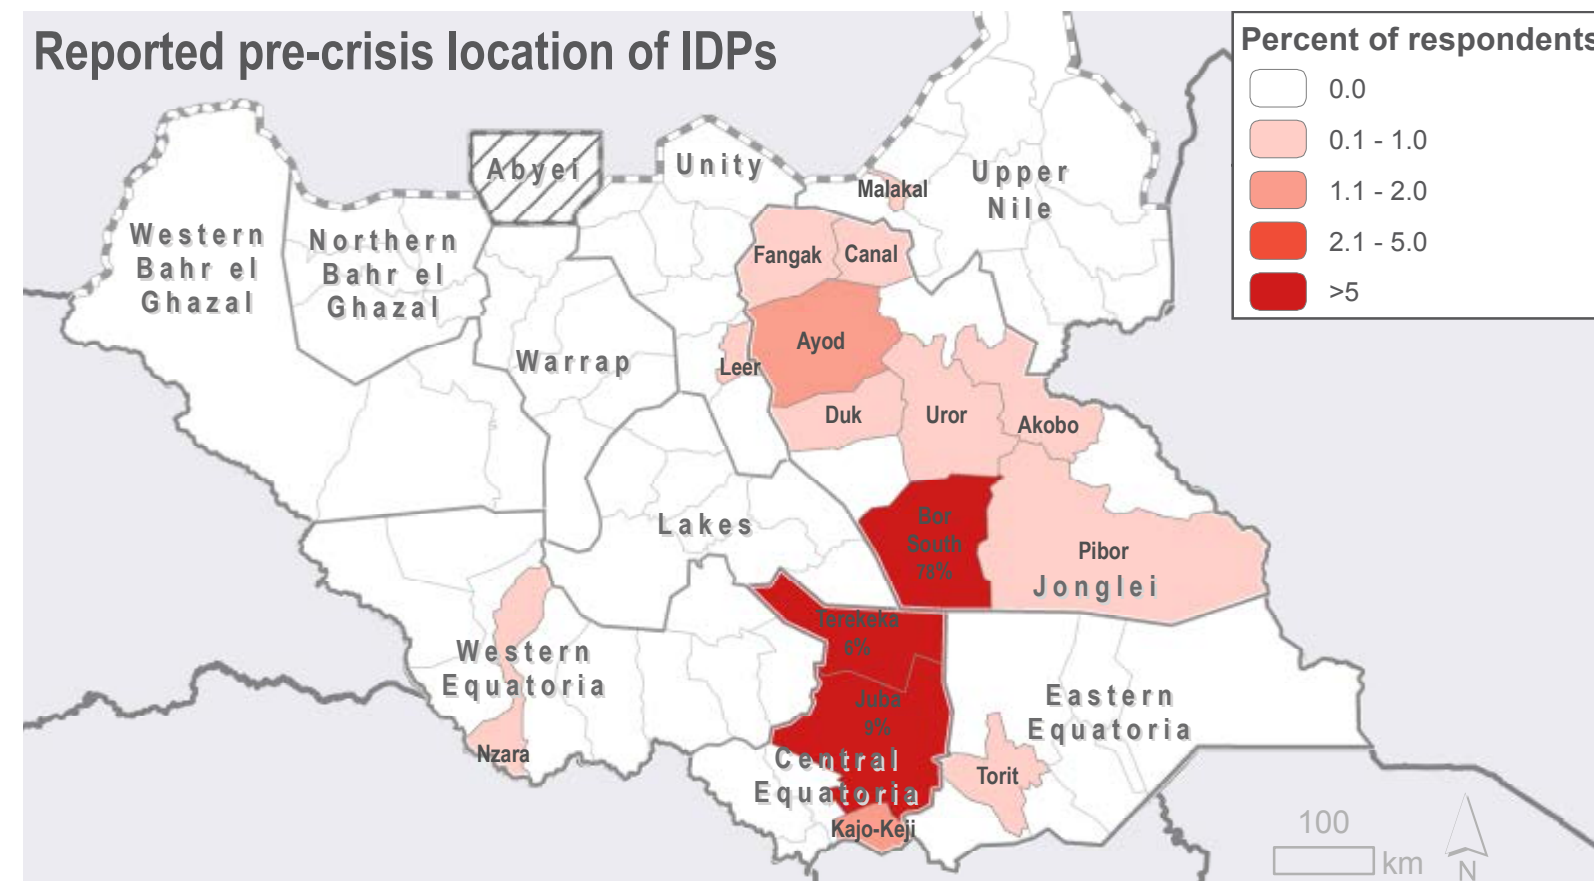 Reported pre-crisis location of IDPs
Percent of respondents
0.0
0.1 - 1.0
1.1 - 2.0
2.1 - 5.0
>5
Abyei
Unity
Malakal
Upper
Nile
Western
Bahr el
Ghazal
Northern
Bahr el
Ghazal
Fangak
Canal
Warrap
Leer
Ayod
Duk
Uror
Akobo
Lakes
Bor
South
78%
Pibor
Jonglei
Terekeka
6%
Western
Equatoria
Juba
9%
Eastern
Equatoria
Nzara
Central
Equatoria
Torit
Kajo-Keji
100
km
N